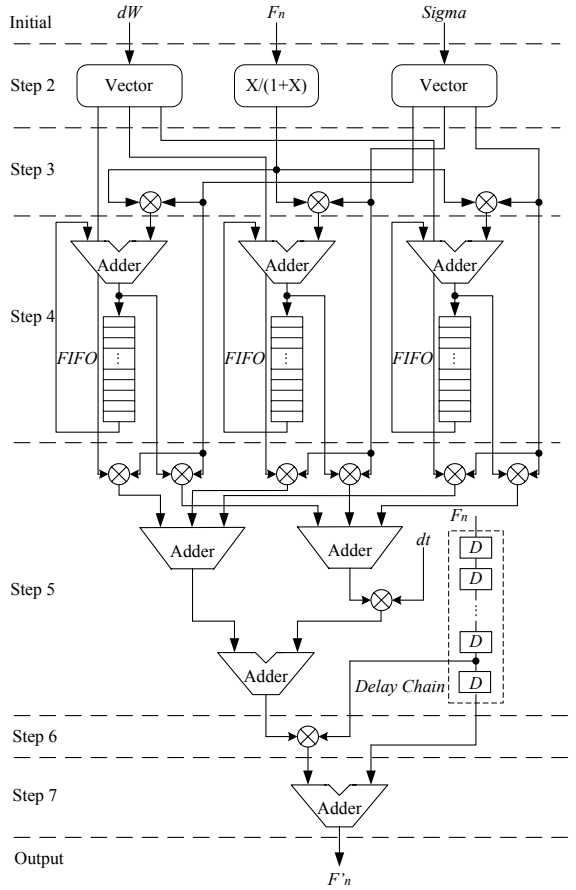 Initial
dW
Fn
Sigma
Step 2
Vector
X/(1+X)
Vector
Step 3
Adder
Adder
Adder
Step 4
FIFO
FIFO
FIFO
Fn
Adder
Adder
dt
D
D
Step 5
D
Adder
Delay Chain
D
Step 6
Step 7
Adder
Output
F'n